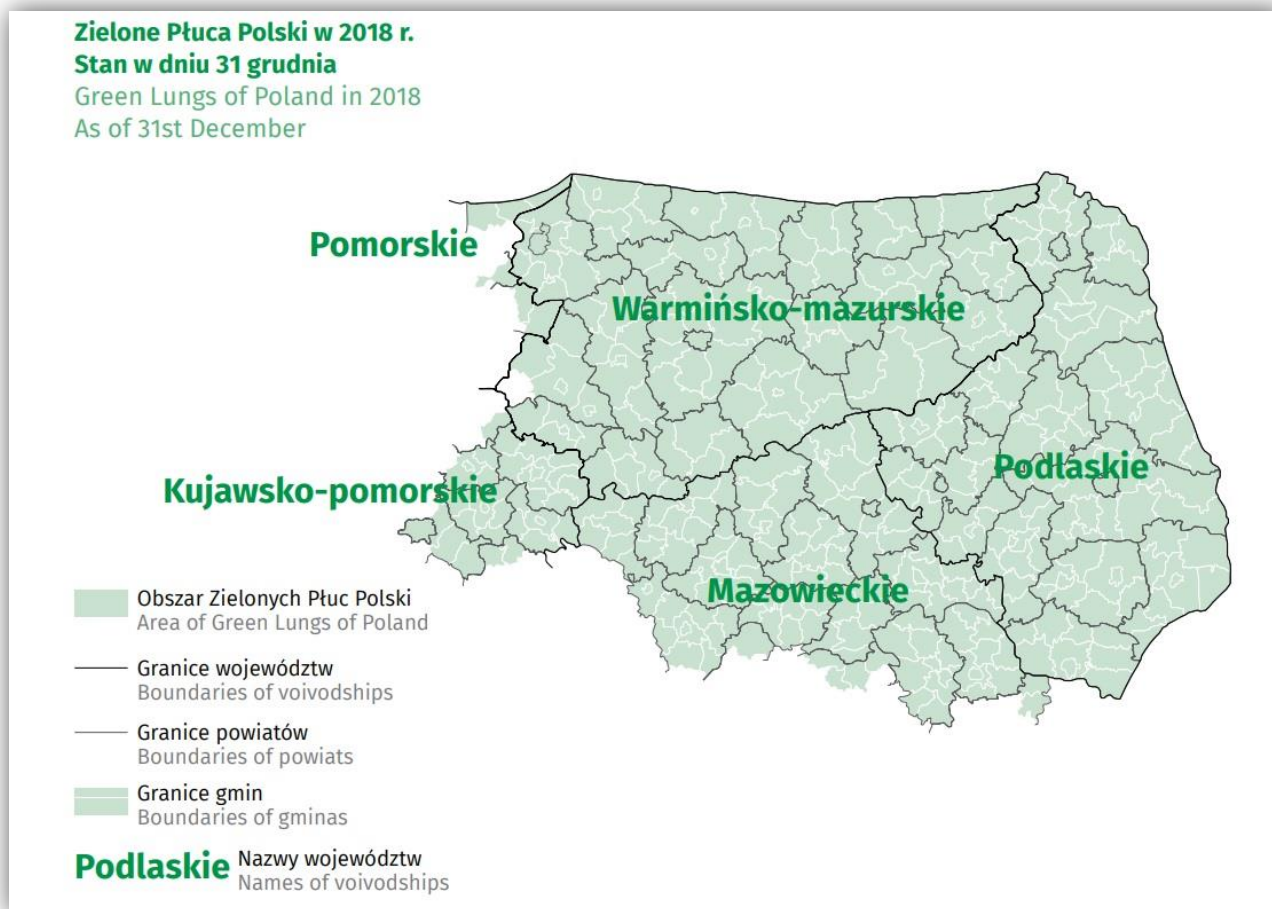 Zielone Płuca Polski w 2018 r.
Stan w dniu 31 grudnia
Green Lungs of Poland in 2018
As of 31st December
Pomorskie
Warmińsko-mazurskie
Podlaskie
Kujawsko-pomorskie
Mazowieckie
Obszar Zielonych Płuc Polski
Area of Green Lungs of Poland
Granice województw
Boundaries of voivodships
Granice powiatów
Boundaries of powiats
Granice gmin
Boundaries of gminas
Podlaskie
Nazwy województw
Names of voivodships